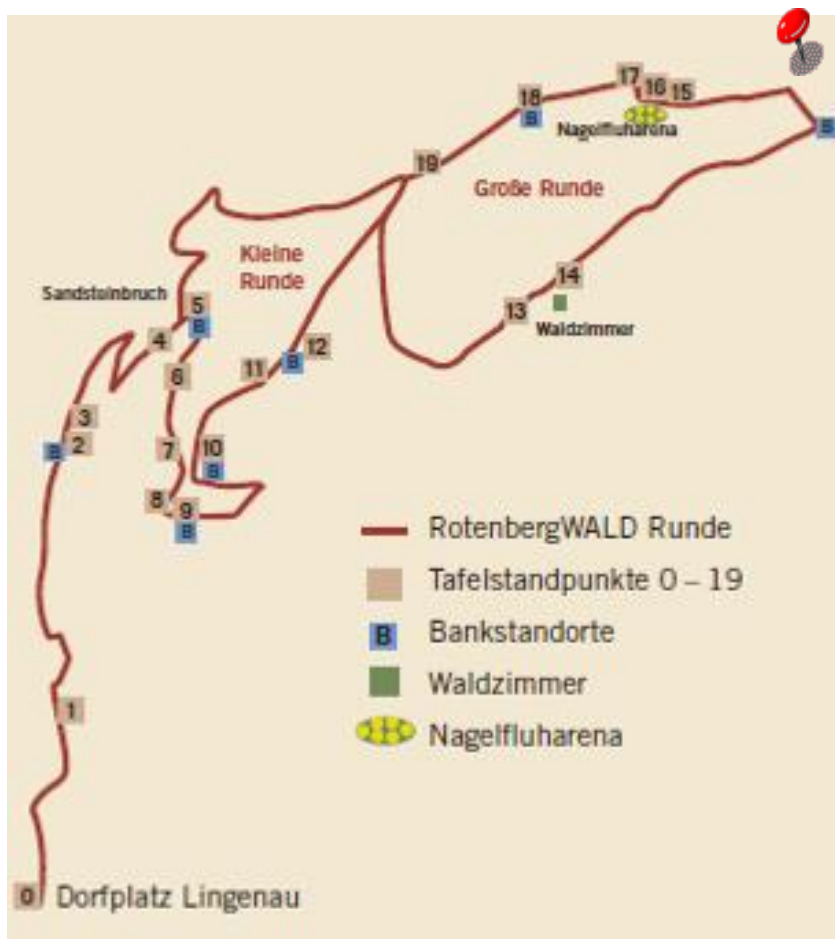 17
16
15
18
B
Nagelfluharena
B
19
Große Runde
Kleine
Runde
14
Sandsteinbruch
5
B
13
Waldzimmer
4
12
B
11
6
3
2
B
10
B
7
8
9
B
RotenbergWALD Runde
Tafelstandpunkte 0 – 19
B Bankstandorte
Waldzimmer
Nagelfluharena
1
0 Dorfplatz Lingenau